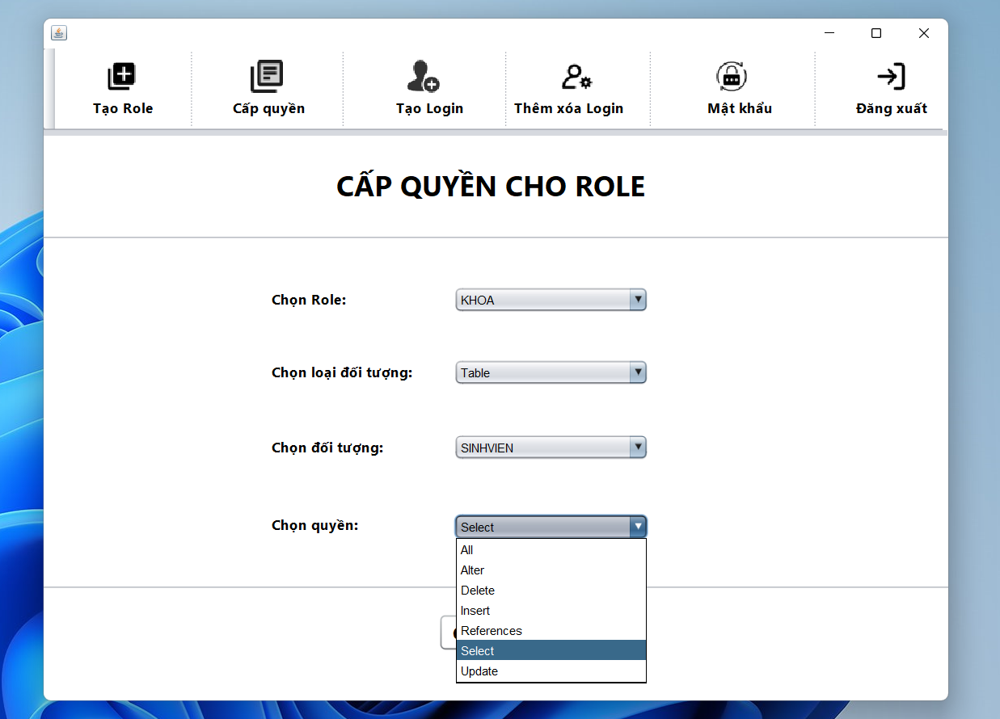 Tạo Role
Cấp quyền
Tạo Login
Thêm xóa Login
Mật khẩu
Đăng xuất
CẤP QUYỀN CHO ROLE
Chọn Role:
KHOA
Chọn loại đối tượng:
Table
Chọn đối tượng:
SINHVIEN
Chọn quyền:
Select
All
Alter
Delete
Insert
References
Select
Update